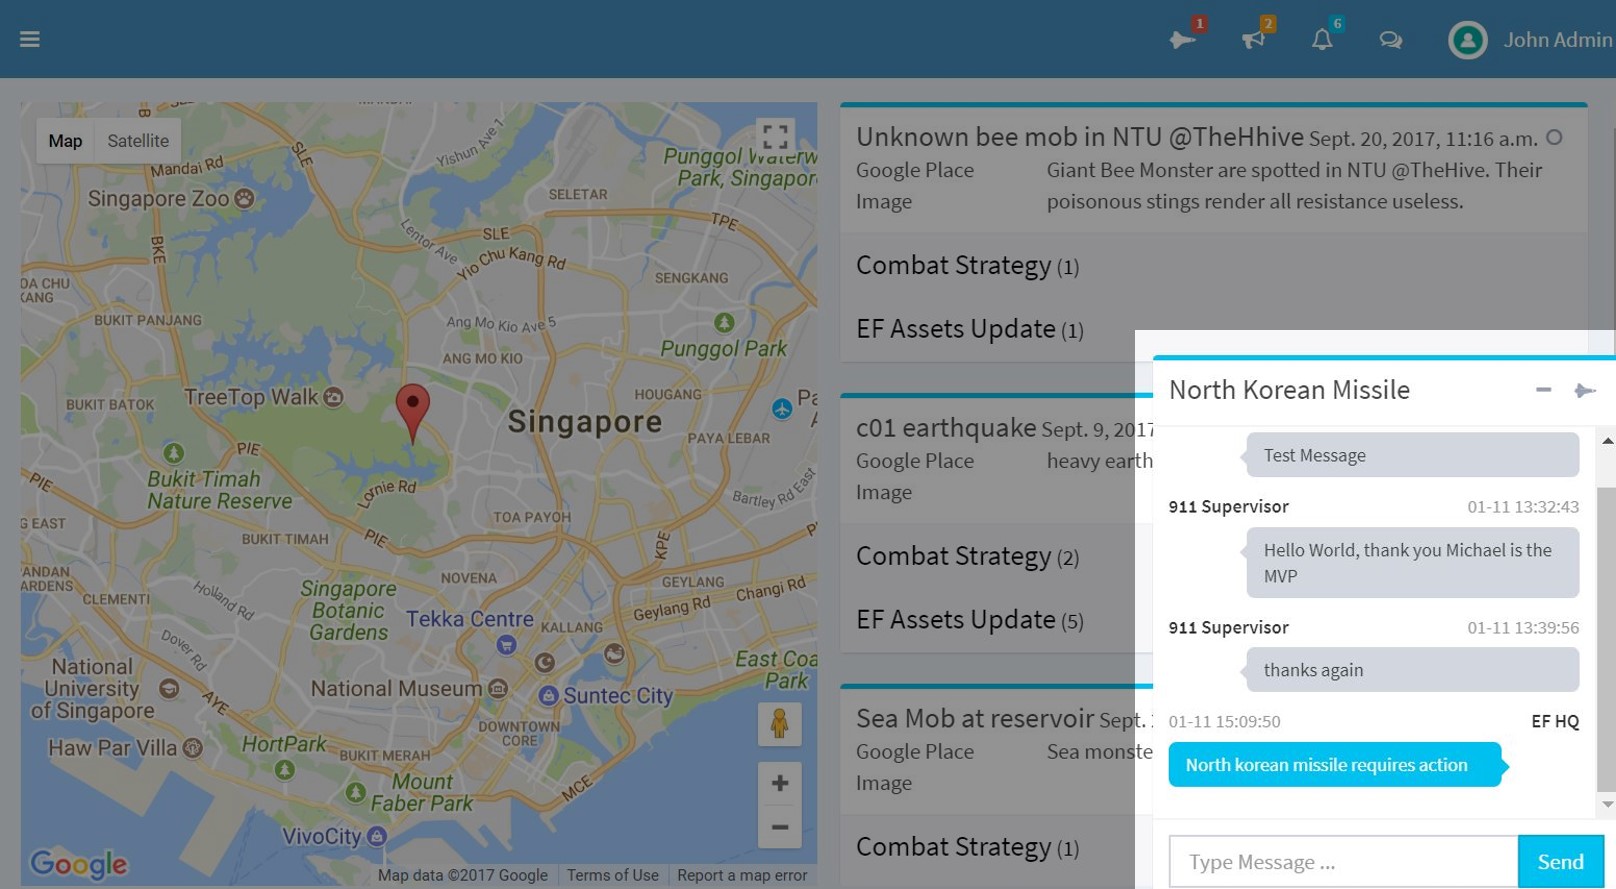 1
2
6
John Admin
Map
Satellite
Mandai Rd
Singapore Zoo
BKE
SLE
Yishun Ave 1
Punggol Waterw
Park, Singapor
SELETAR
TPE
Lentor Ave
SLE
Yio Chu Kang Rd
SENGKANG
OA CHU
KANG
BUKIT PANJANG
Ang Mo Kio Ave 5
Punggol Park
ANG MO KIO
HOUGANG
BUKIT BATOK
TreeTop Walk
Singapore
Pa
PAYA LEBAR
PIE
Bukit Timah
Nature Reserve
Lornie Rd
Bartley Rd East
G EAST
TOA PAYOH
BUKIT TIMAH
PIE
KPE
ANDAN
ARDENS
CLEMENTI
Holland Rd
NOVENA
GEYLANG
Changi Rd
Singapore
Botanic
Gardens
Geylang Rd
Tekka Centre
KALLANG
Dover Rd
National
University
of Singapore
East Coa
Park
National Museum
Suntec City
AYE
DOWNTOWN
CORE
Haw Par Villa
HortPark
BUKIT MERAH
Mount
Faber Park
MCE
VivoCity
Google
Map data ©2017 Google
Terms of Use
Report a map error
Unknown bee mob in NTU @TheHhive Sept. 20, 2017, 11:16 a.m.
Google Place Giant Bee Monster are spotted in NTU @TheHive. Their
Image poisonous stings render all resistance useless.
Combat Strategy (1)
EF Assets Update (1)
c01 earthquake Sept. 9, 2017
Google Place heavy earth
Image
Combat Strategy (2)
EF Assets Update (5)
Sea Mob at reservoir Sept.
Google Place Sea monste
Image
Combat Strategy (1)
North Korean Missile
Test Message
911 Supervisor 01-11 13:32:43
Hello World, thank you Michael is the
MVP
911 Supervisor 01-11 13:39:56
thanks again
01-11 15:09:50 EF HQ
North korean missile requires action
Type Message ...
Send